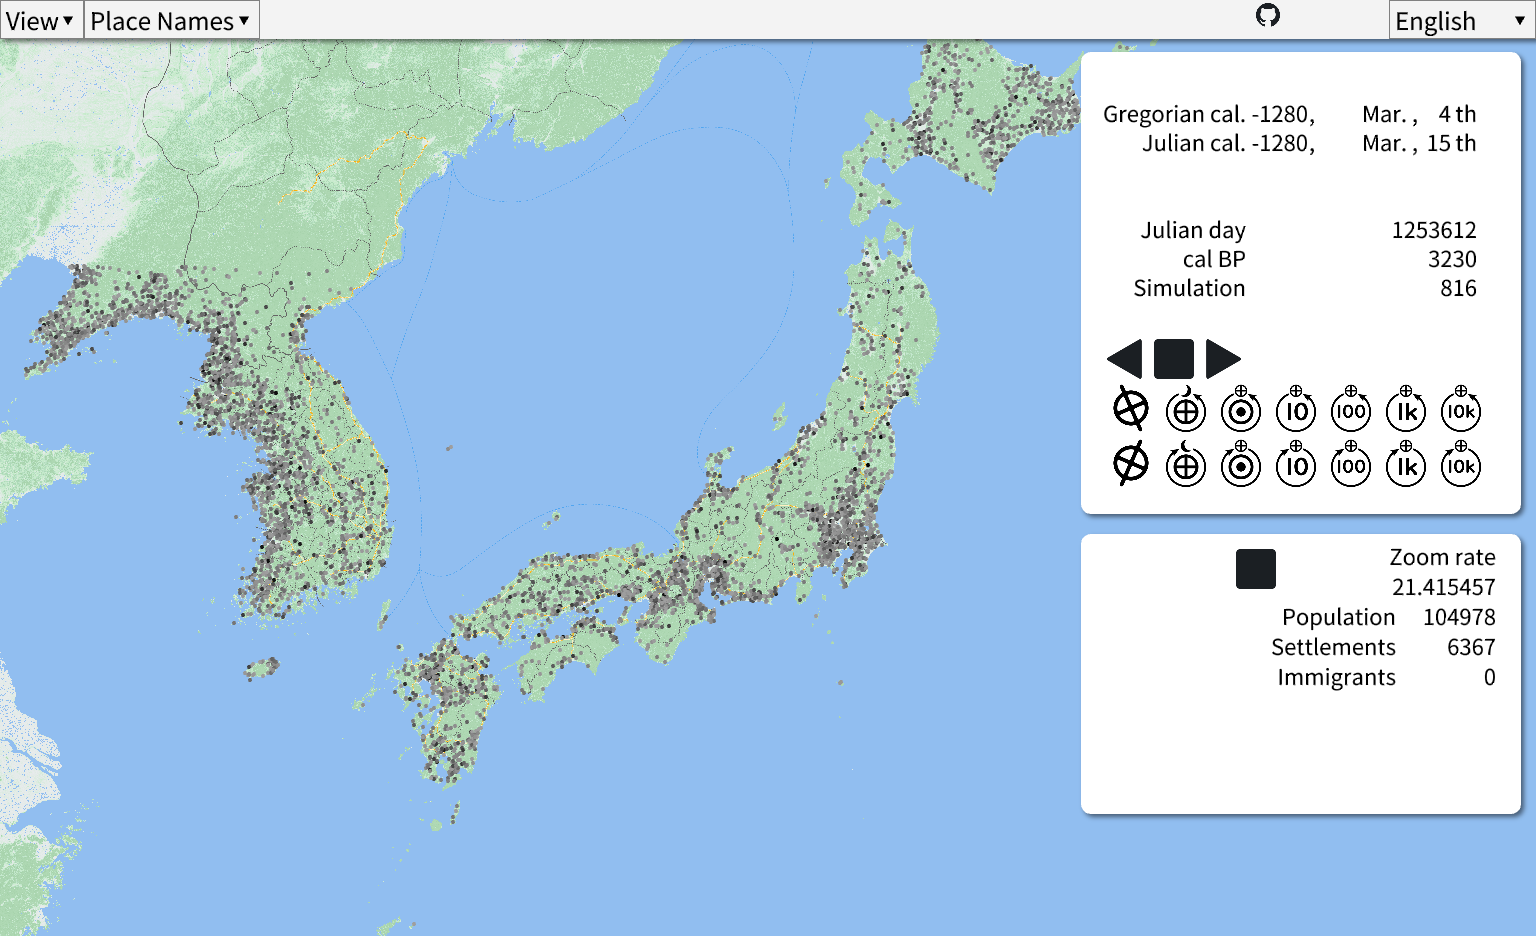 View ▼ Place Names ▼ English ▼
Gregorian cal. -1280, Mar. , 4 th
Julian cal. -1280, Mar. , 15 th
Julian day 1253612
cal BP 3230
Simulation 816
10 100 1k 10k
10 100 1k 10k
Zoom rate
21.415457
Population 104978
Settlements 6367
Immigrants 0